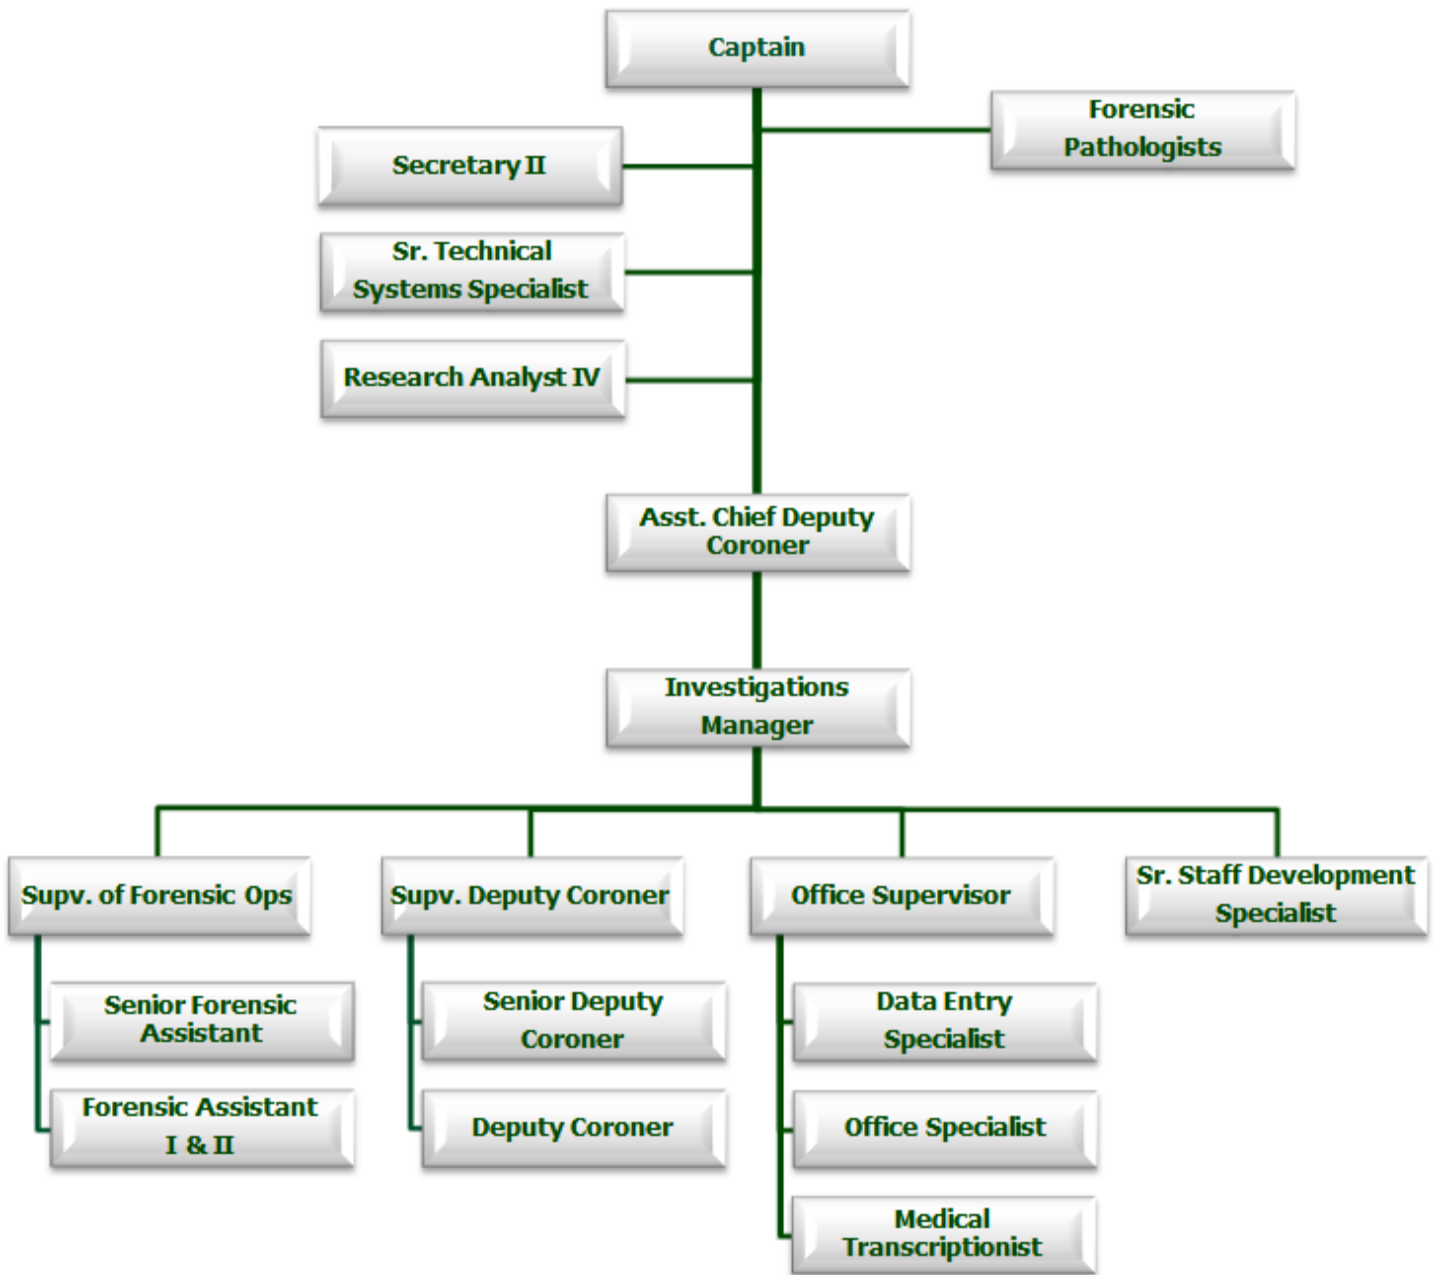 Captain
Forensic
Pathologists
Secretary II
Sr. Technical
Systems Specialist
Research Analyst IV
Asst. Chief Deputy
Coroner
Investigations
Manager
Supv. of Forensic Ops
Senior Forensic
Assistant
Forensic Assistant
I & II
Supv. Deputy Coroner
Senior Deputy
Coroner
Deputy Coroner
Office Supervisor
Data Entry
Specialist
Office Specialist
Medical
Transcriptionist
Sr. Staff Development
Specialist